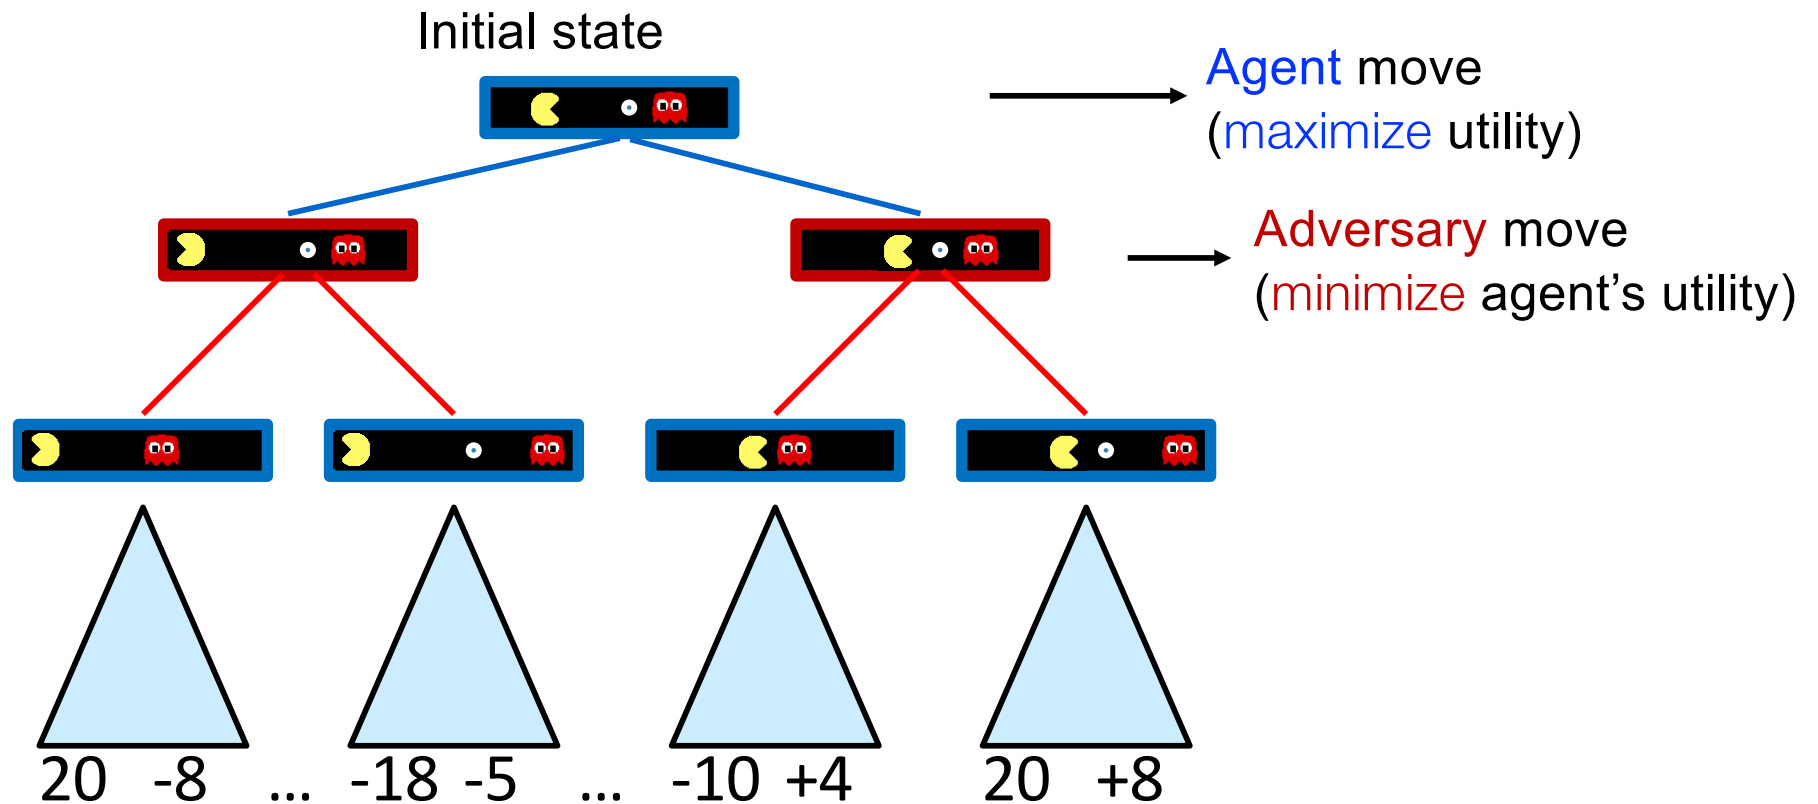 Initial state
Agent move
(maximize utility)
Adversary move
(minimize agent's utility)
20 -8 ... -18 -5 ... -10 +4 20 +8